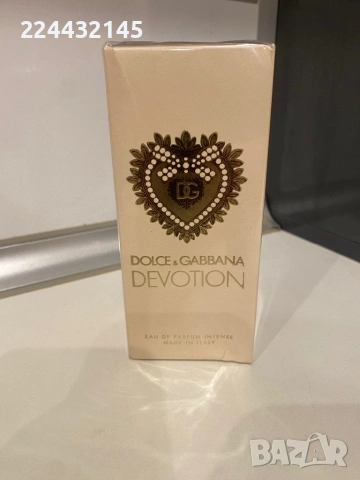 224432145
DG
DOLCE & GABBANA
DEVOTION
EAU DE PARFUM INTENSE
MADE IN ITALY
BAZAR